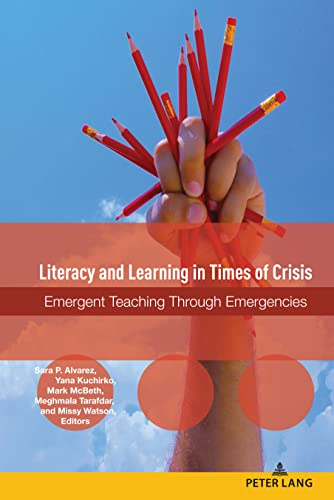 Literacy and Learning in Times of Crisis
Emergent Teaching Through Emergencies
Sara P. Alvarez,
Yana Kuchirko,
Mark McBeth,
Meghmala Tarafdar,
and Missy Watson,
Editors
PETER LANG